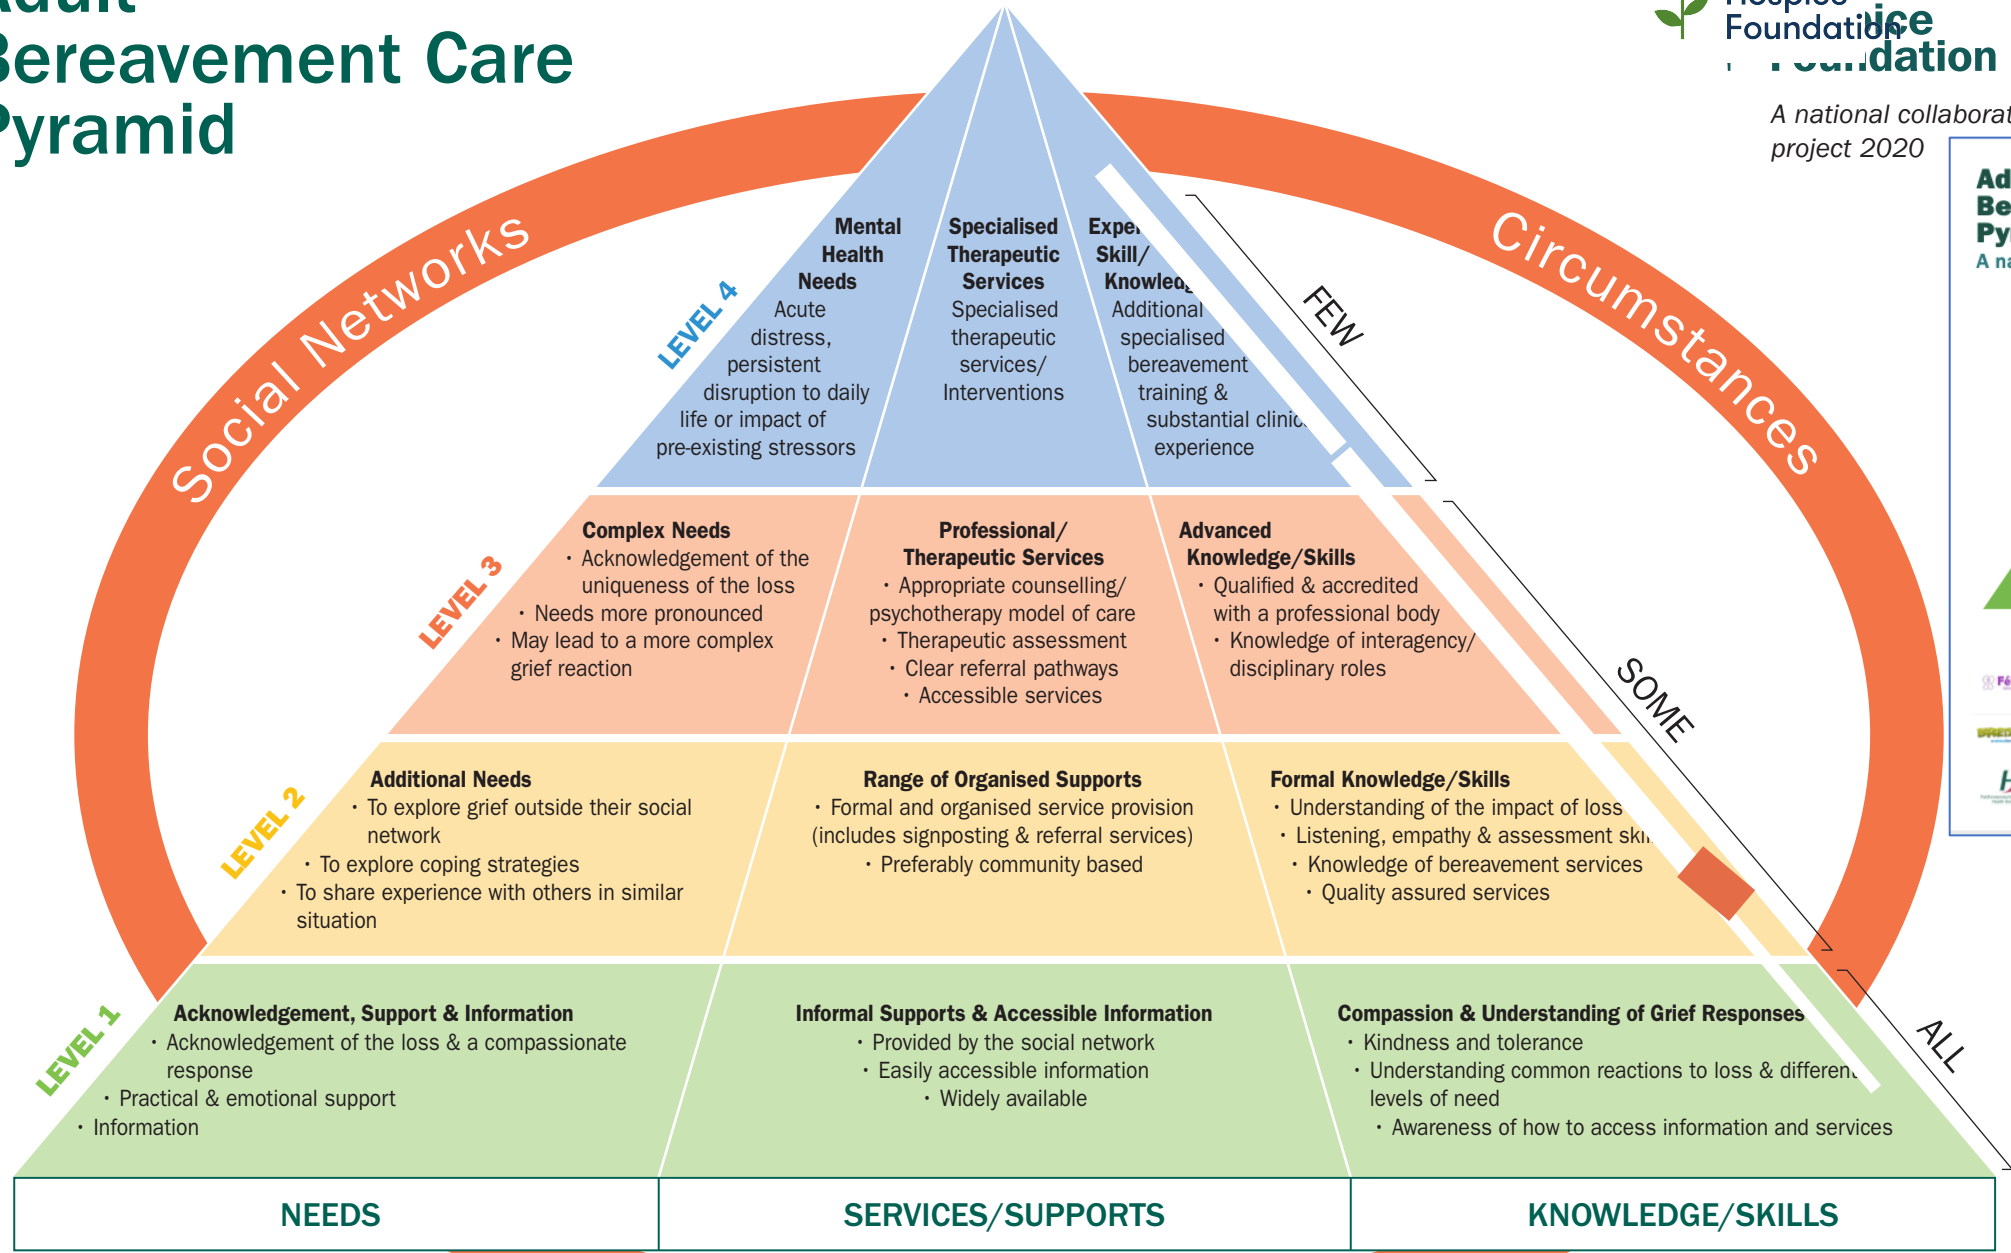 Bereavement Care
Pyramid
Foundation
A national
project 2020
Social Networks
Circumstances
LEVEL 4
Mental
Health
Needs
Acute
distress,
persistent
disruption to daily
life or impact of
pre-existing stressors
Specialised
Therapeutic
Services
Specialised
therapeutic
services/
Interventions
Skill/
Additional
specialised
bereavement
training &
substantial
experience
FEW
LEVEL 3
Complex Needs
• Acknowledgement of the
uniqueness of the loss
• Needs more pronounced
• May lead to a more complex
grief reaction
Professional/
Therapeutic Services
• Appropriate counselling/
psychotherapy model of care
• Therapeutic assessment
• Clear referral pathways
• Accessible services
Advanced
Knowledge/Skills
• Qualified & accredited
with a professional body
• Knowledge of interagency/
disciplinary roles
SOME
LEVEL 2
Additional Needs
• To explore grief outside their social
network
• To explore coping strategies
• To share experience with others in similar
situation
Range of Organised Supports
• Formal and organised service provision
(includes signposting & referral services)
• Preferably community based
Formal Knowledge/Skills
• Understanding of the impact of loss
• Listening, empathy & assessment
• Knowledge of bereavement services
• Quality assured services
LEVEL 1
Acknowledgement, Support & Information
• Acknowledgement of the loss & a compassionate
response
• Practical & emotional support
• Information
Informal Supports & Accessible Information
• Provided by the social network
• Easily accessible information
• Widely available
Compassion & Understanding of Grief Responses
• Kindness and tolerance
• Understanding common reactions to loss & different
levels of need
• Awareness of how to access information and services
ALL
NEEDS
SERVICES/SUPPORTS
KNOWLEDGE/SKILLS